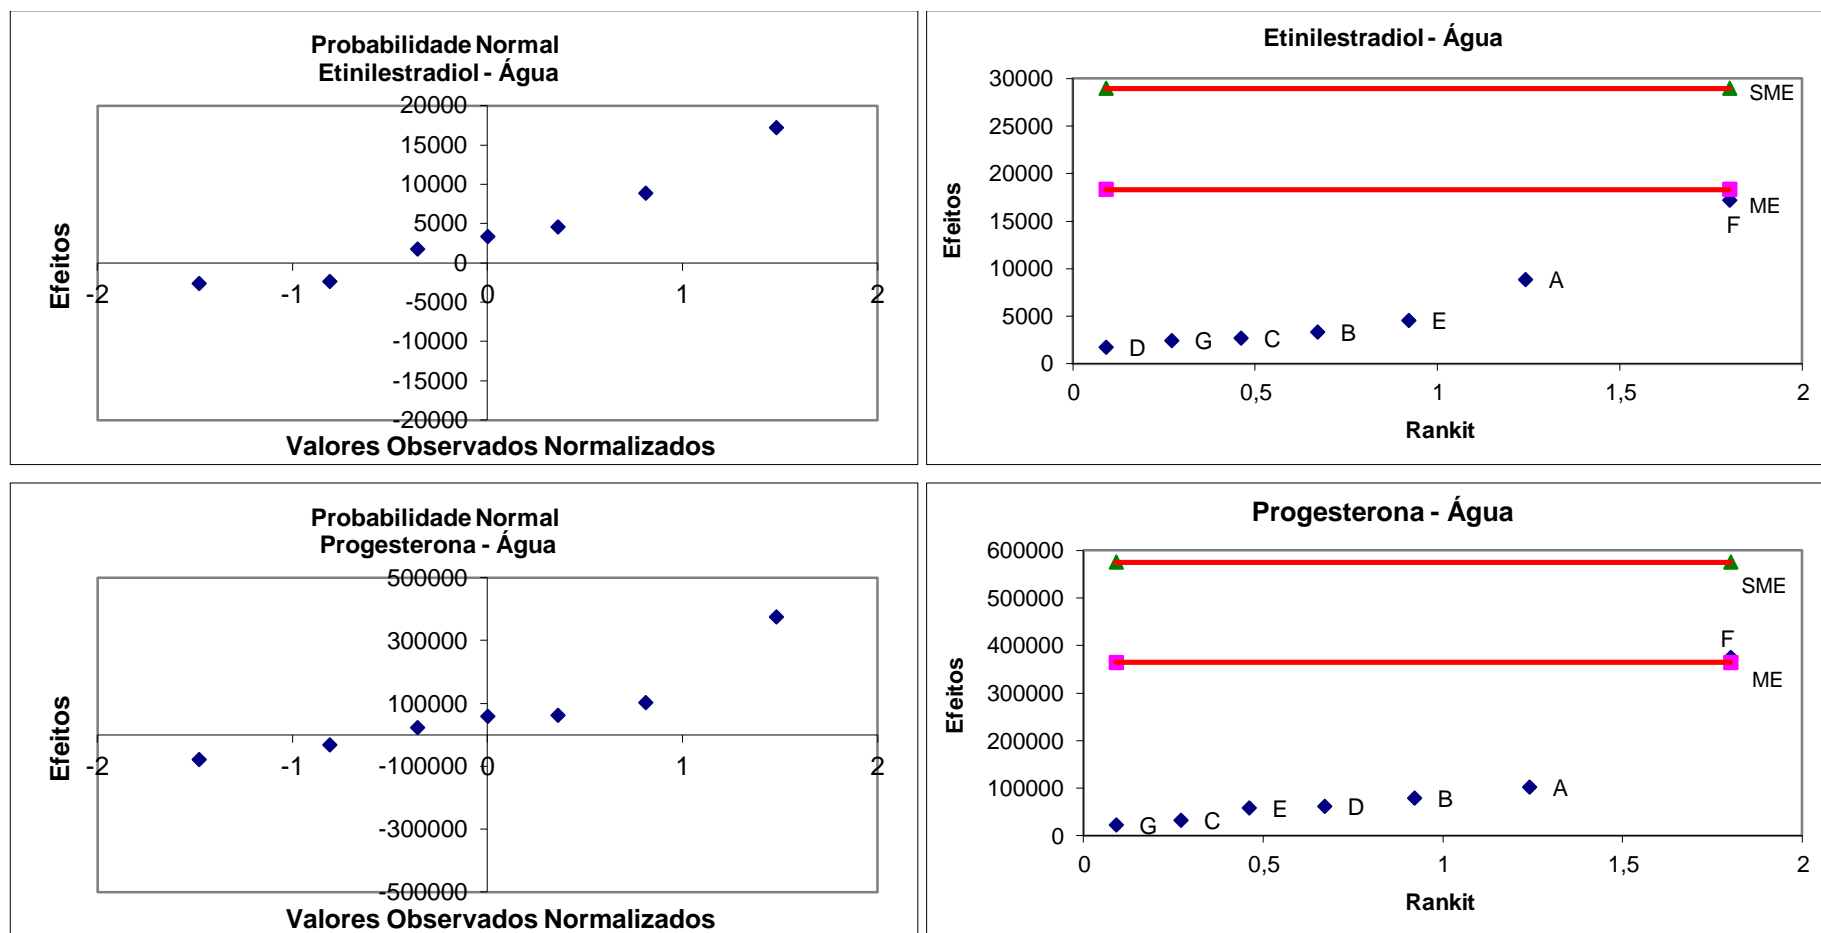 Probabilidade Normal
Etinilestradiol - Água
20000
15000
10000
5000
0
-5000
-10000
-15000
-20000
-2
-1
0
1
2
Efeitos
Valores Observados Normalizados
Etinilestradiol - Água
30000
25000
20000
15000
10000
5000
0
SME
ME
F
A
E
B
C
G
D
0
0,5
1
1,5
2
Efeitos
Rankit
Probabilidade Normal
Progesterona - Água
500000
300000
100000
-100000
-300000
-500000
-2
-1
0
1
2
Efeitos
Valores Observados Normalizados
Progesterona - Água
600000
500000
400000
300000
200000
100000
0
SME
F
ME
A
B
D
E
C
G
0
0,5
1
1,5
2
Efeitos
Rankit